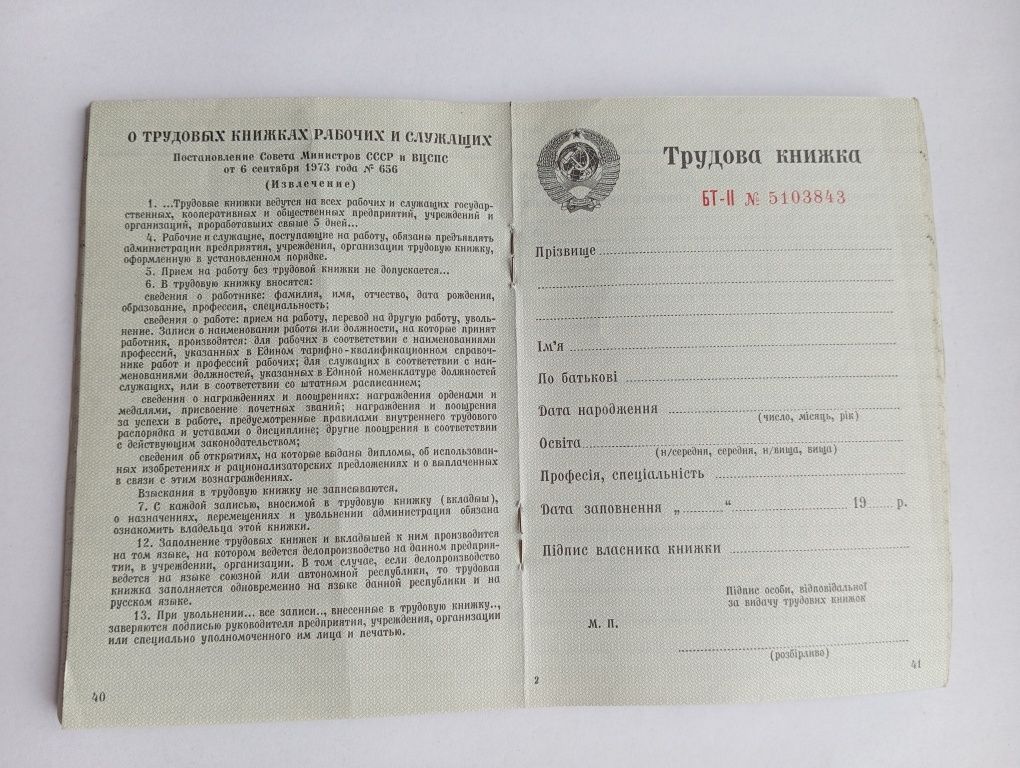 О ТРУДОВЫХ КНИЖКАХ РАБОЧИХ И СЛУЖАЩИХ
Постановление Совета Министров СССР и ВЦСПС
от 6 сентября 1973 года № 656
(Извлечение)
1. ...Трудовые книжки ведутся на всех рабочих и служащих государ-
ственных, кооперативных и общественных предприятий, учреждений и
организаций, проработавших свыше 5 дней...
4. Рабочие и служащие, поступающие на работу, обязаны предъявлять
администрации предприятия, учреждения, организации трудовую книжку,
оформленную в установленном порядке.
5. Прием на работу без трудовой книжки не допускается...
6. В трудовую книжку вносятся:
сведения о работнике: фамилия, имя, отчество, дата рождения,
образование, профессия, специальность;
сведения о работе: прием на работу, перевод на другую работу, уволь-
нение. Записи о наименовании работы или должности, на которые принят
работник, производятся: для рабочих в соответствии с наименованиями
профессий, указанных в Едином тарифно-квалификационном справоч-
нике работ и профессий рабочих; для служащих в соответствии с наи-
менованиями должностей, указанных в Единой номенклатуре должностей
служащих, или в соответствии со штатным расписанием;
сведения о награждениях и поощрениях: награждения орденами и
медалями, присвоение почетных званий; награждения и поощрения
за успехи в работе, предусмотренные правилами внутреннего трудового
распорядка и уставами о дисциплине; другие поощрения в соответствии
с действующим законодательством;
сведения об открытиях, на которые выданы дипломы, об использован-
ных изобретениях и рационализаторских предложениях и о выплаченных
в связи с этим вознаграждениях.
Взыскания в трудовую книжку не записываются.
7. С каждой записью, вносимой в трудовую книжку (вкладыш),
о назначениях, перемещениях и увольнении администрация обязана
ознакомить владельца этой книжки.
12. Заполнение трудовых книжек и вкладышей к ним производится
на том языке, на котором ведется делопроизводство на данном предприя-
тии, в учреждении, организации. В том случае, если делопроизводство
ведется на языке союзной или автономной республики, то трудовая
книжка заполняется одновременно на языке данной республики и на
русском языке.
13. При увольнении... все записи.., внесенные в трудовую книжку..,
заверяются подписью руководителя предприятия, учреждения, организации
или специально уполномоченного им лица и печатью.
40
Трудова книжка
БТ-II № 5103843
Прізвище
Ім'я
По батькові
Дата народження
(число, місяць, рік)
Освіта
(н/середня, середня, н/вища, вища)
Професія, спеціальність
Дата заповнення „ “ 19 р.
Підпис власника книжки
Підпис особи, відповідальної
за видачу трудових книжок
М. П.
(розбірливо)
2
41